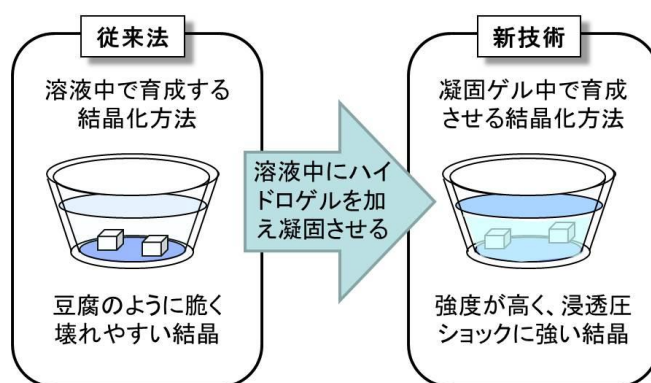 従来法
溶液中で育成する
結晶化方法
豆腐のように脆く
壊れやすい結晶
溶液中にハイ
ドロゲルを加
え凝固させる
新技術
凝固ゲル中で育成
させる結晶化方法
強度が高く、浸透圧
ショックに強い結晶